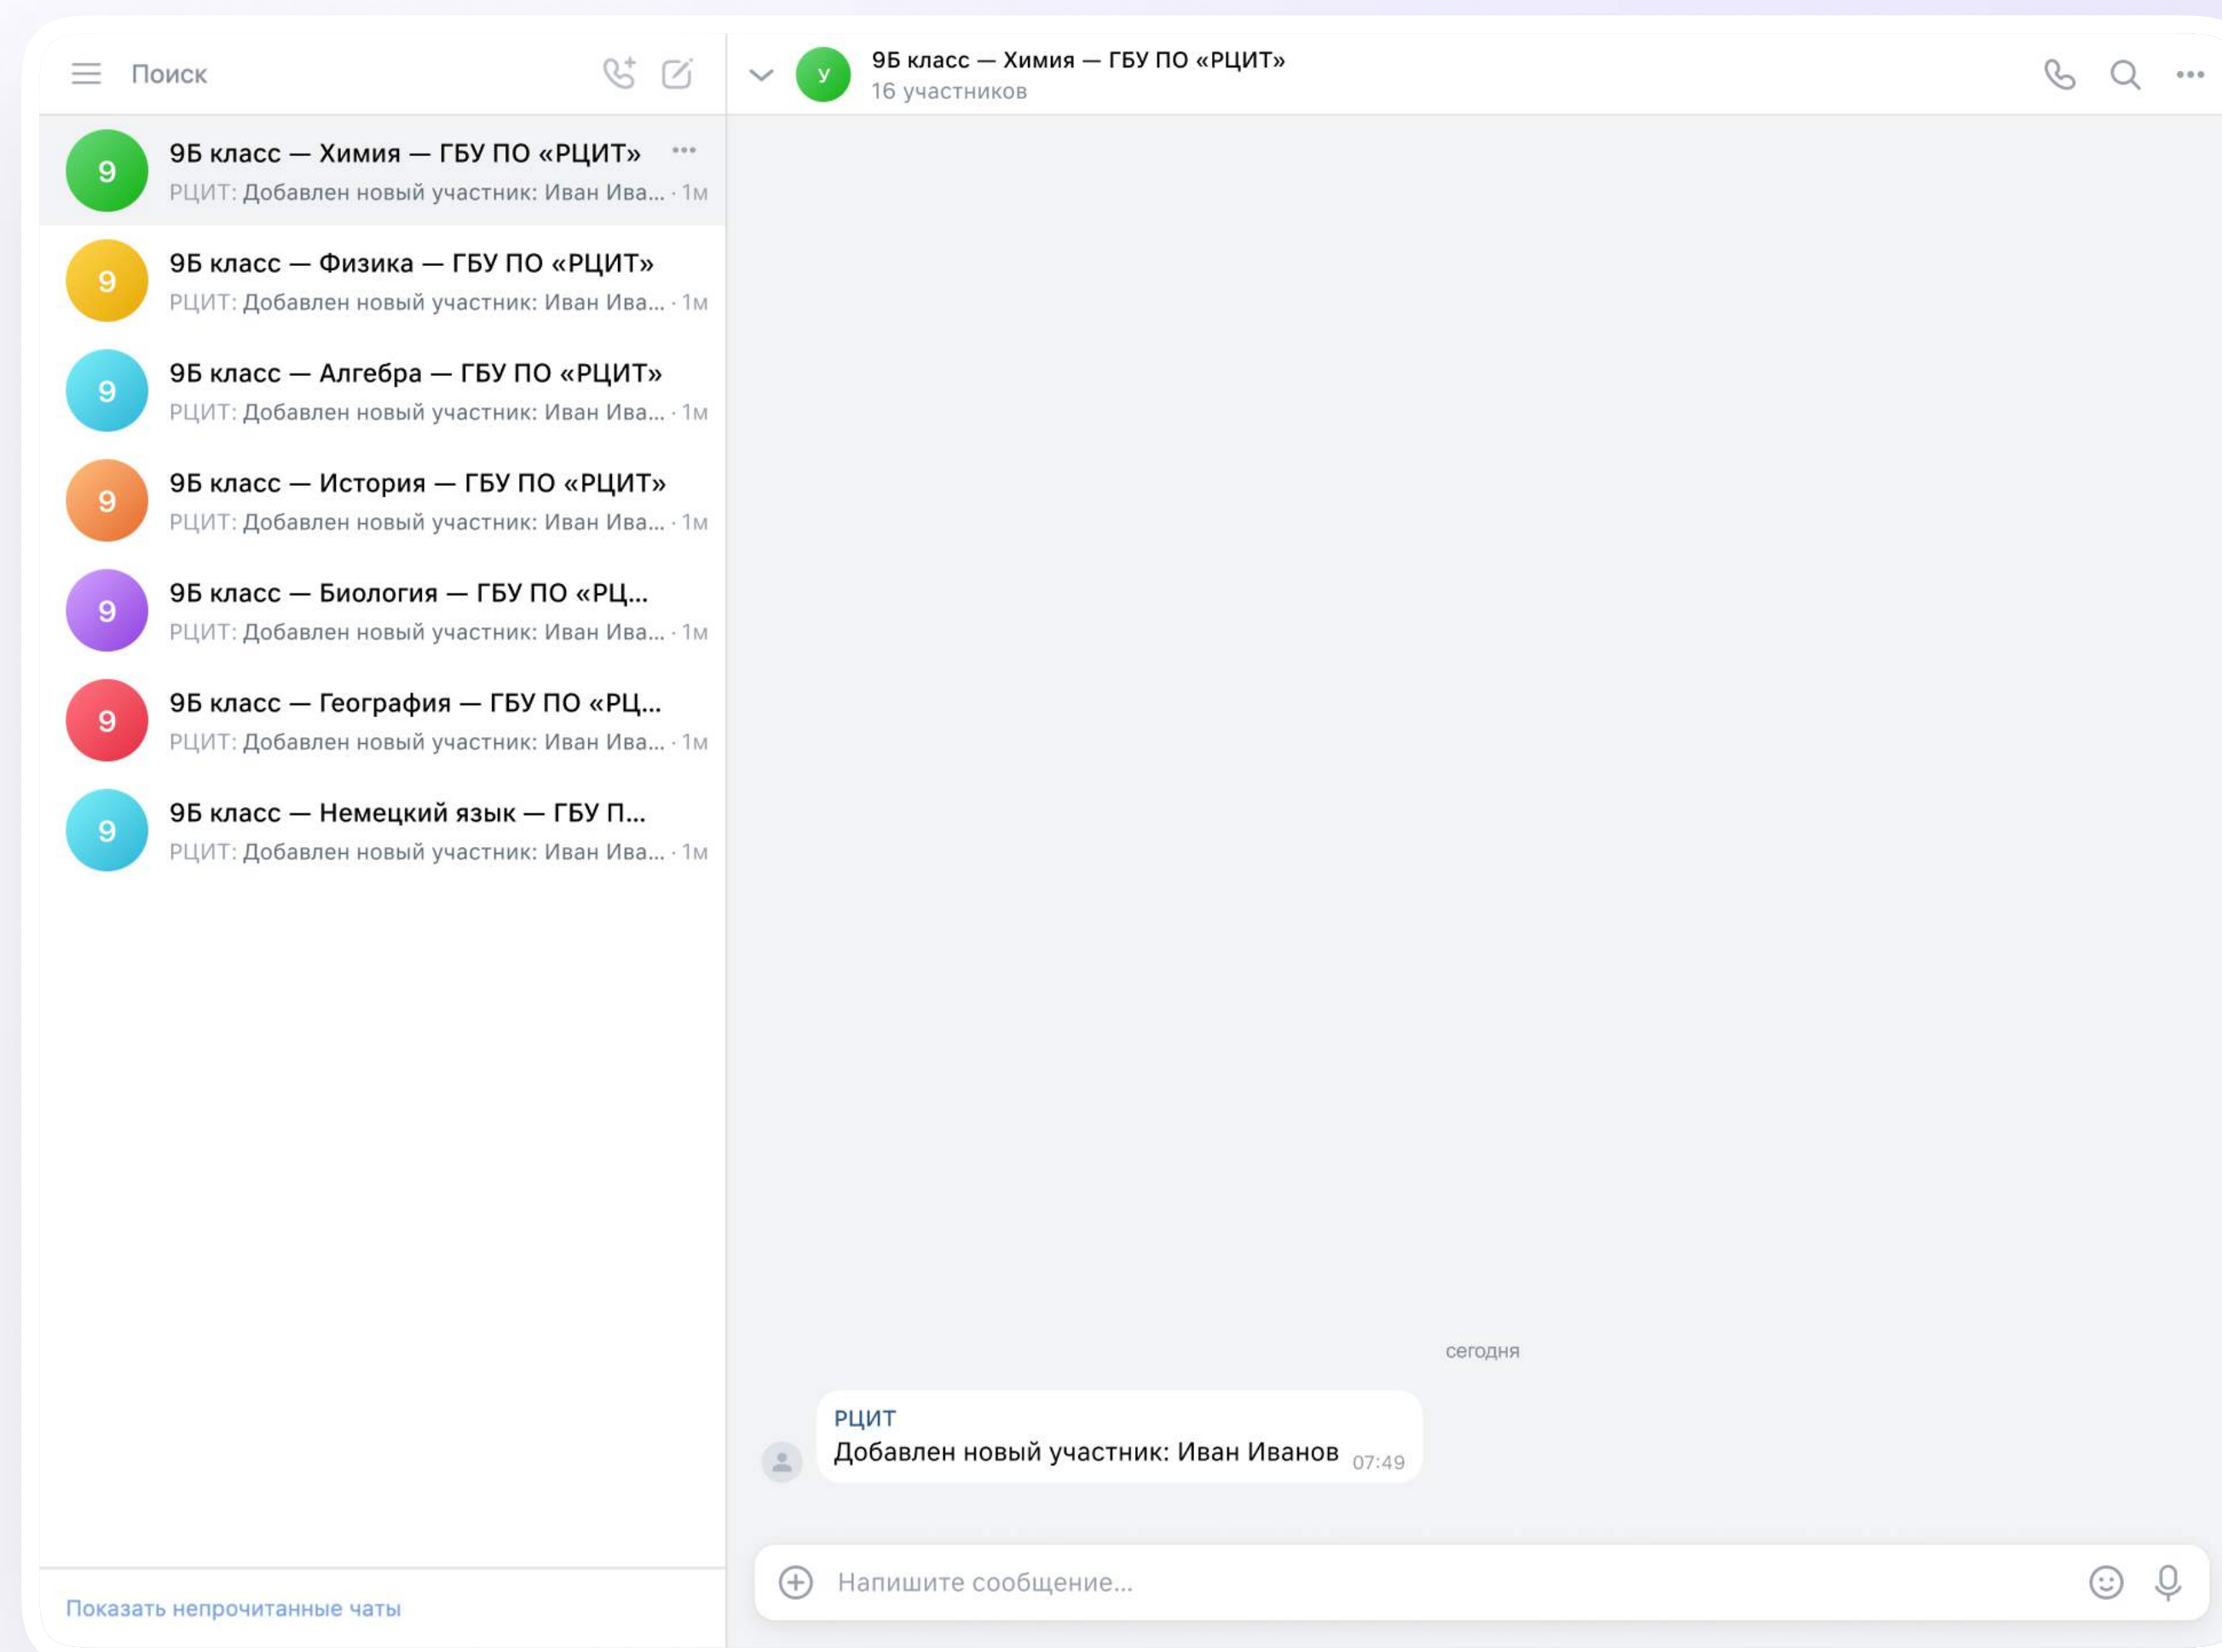 Поиск
9
9Б класс — Химия — ГБУ ПО «РЦИТ»
РЦИТ: Добавлен новый участник: Иван Ива... · 1м
9
9Б класс — Физика — ГБУ ПО «РЦИТ»
РЦИТ: Добавлен новый участник: Иван Ива... · 1м
9
9Б класс — Алгебра — ГБУ ПО «РЦИТ»
РЦИТ: Добавлен новый участник: Иван Ива... · 1м
9
9Б класс — История — ГБУ ПО «РЦИТ»
РЦИТ: Добавлен новый участник: Иван Ива... · 1м
9
9Б класс — Биология — ГБУ ПО «РЦ...
РЦИТ: Добавлен новый участник: Иван Ива... · 1м
9
9Б класс — География — ГБУ ПО «РЦ...
РЦИТ: Добавлен новый участник: Иван Ива... · 1м
9
9Б класс — Немецкий язык — ГБУ П...
РЦИТ: Добавлен новый участник: Иван Ива... · 1м
Показать непрочитанные чаты
У
9Б класс — Химия — ГБУ ПО «РЦИТ»
16 участников
сегодня
РЦИТ
Добавлен новый участник: Иван Иванов 07:49
Напишите сообщение...